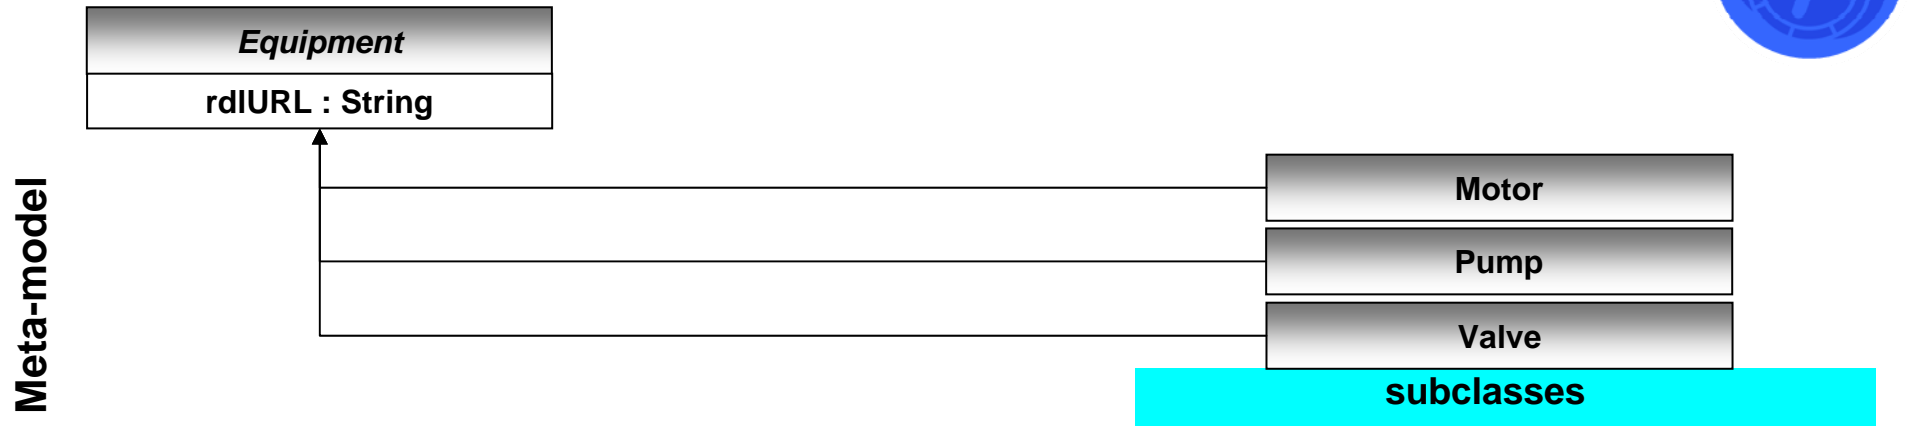 Equipment
rdlURL : String
Meta-model
Motor
Pump
Valve
subclasses